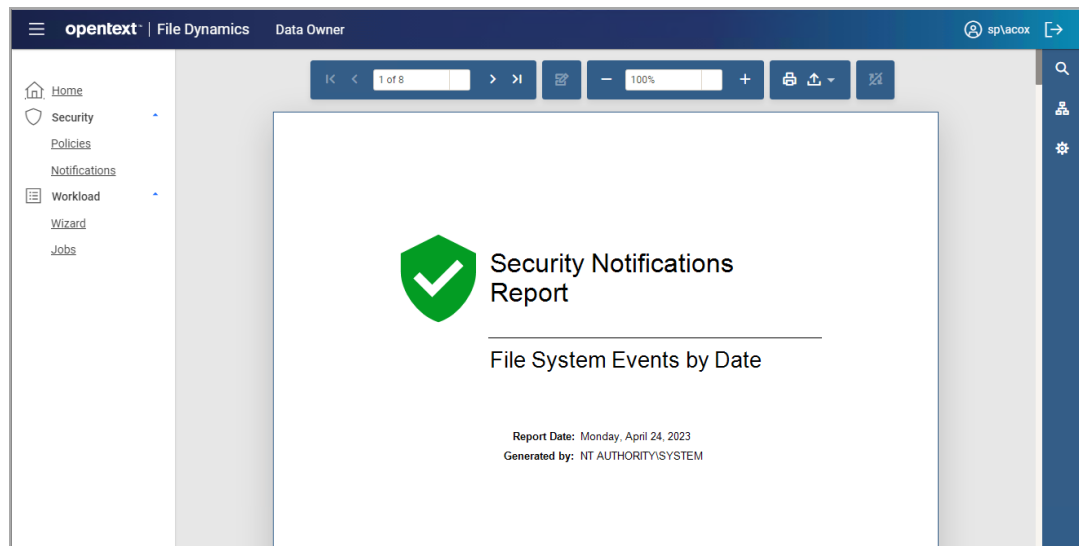 opentext™ | File Dynamics Data Owner sp\acox
1 of 8 100%
Home
Security
Policies
Notifications
Workload
Wizard
Jobs
Security Notifications
Report
File System Events by Date
Report Date: Monday, April 24, 2023
Generated by: NT AUTHORITY\SYSTEM